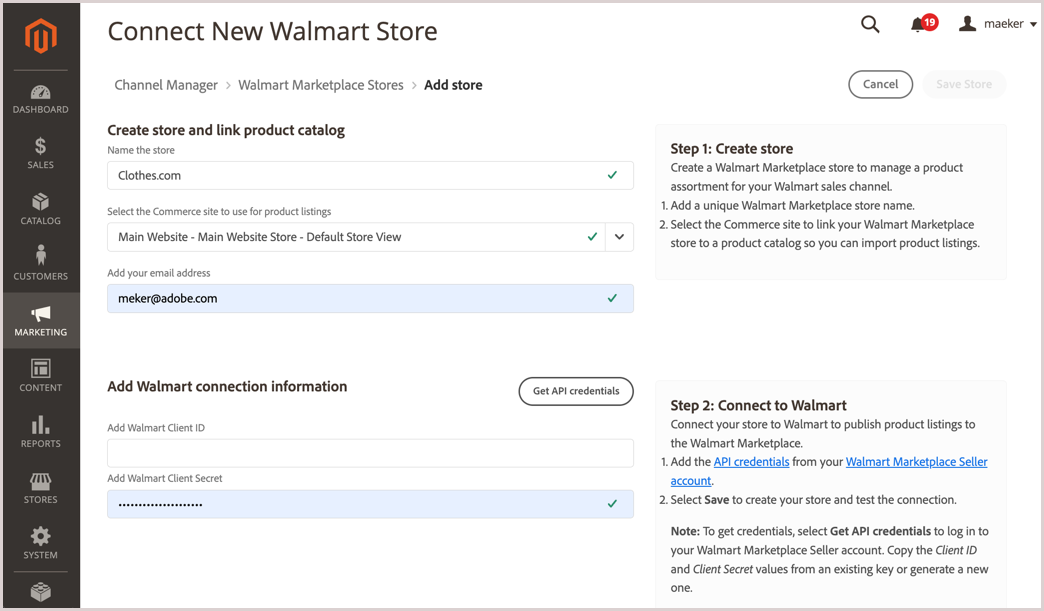 Connect New Walmart Store
19
maeker
Channel Manager > Walmart Marketplace Stores > Add store
Cancel
Save Store
DASHBOARD
SALES
CATALOG
CUSTOMERS
MARKETING
CONTENT
REPORTS
STORES
SYSTEM
Create store and link product catalog
Name the store
Clothes.com
Select the Commerce site to use for product listings
Main Website - Main Website Store - Default Store View
Add your email address
meker@adobe.com
Step 1: Create store
Create a Walmart Marketplace store to manage a product
assortment for your Walmart sales channel.
1. Add a unique Walmart Marketplace store name.
2. Select the Commerce site to link your Walmart Marketplace
store to a product catalog so you can import product listings.
Add Walmart connection information
Get API credentials
Add Walmart Client ID
Add Walmart Client Secret
•••••••••••••••••••••
Step 2: Connect to Walmart
Connect your store to Walmart to publish product listings to
the Walmart Marketplace.
1. Add the API credentials from your Walmart Marketplace Seller
account.
2. Select Save to create your store and test the connection.
Note: To get credentials, select Get API credentials to log in to
your Walmart Marketplace Seller account. Copy the Client ID
and Client Secret values from an existing key or generate a new
one.